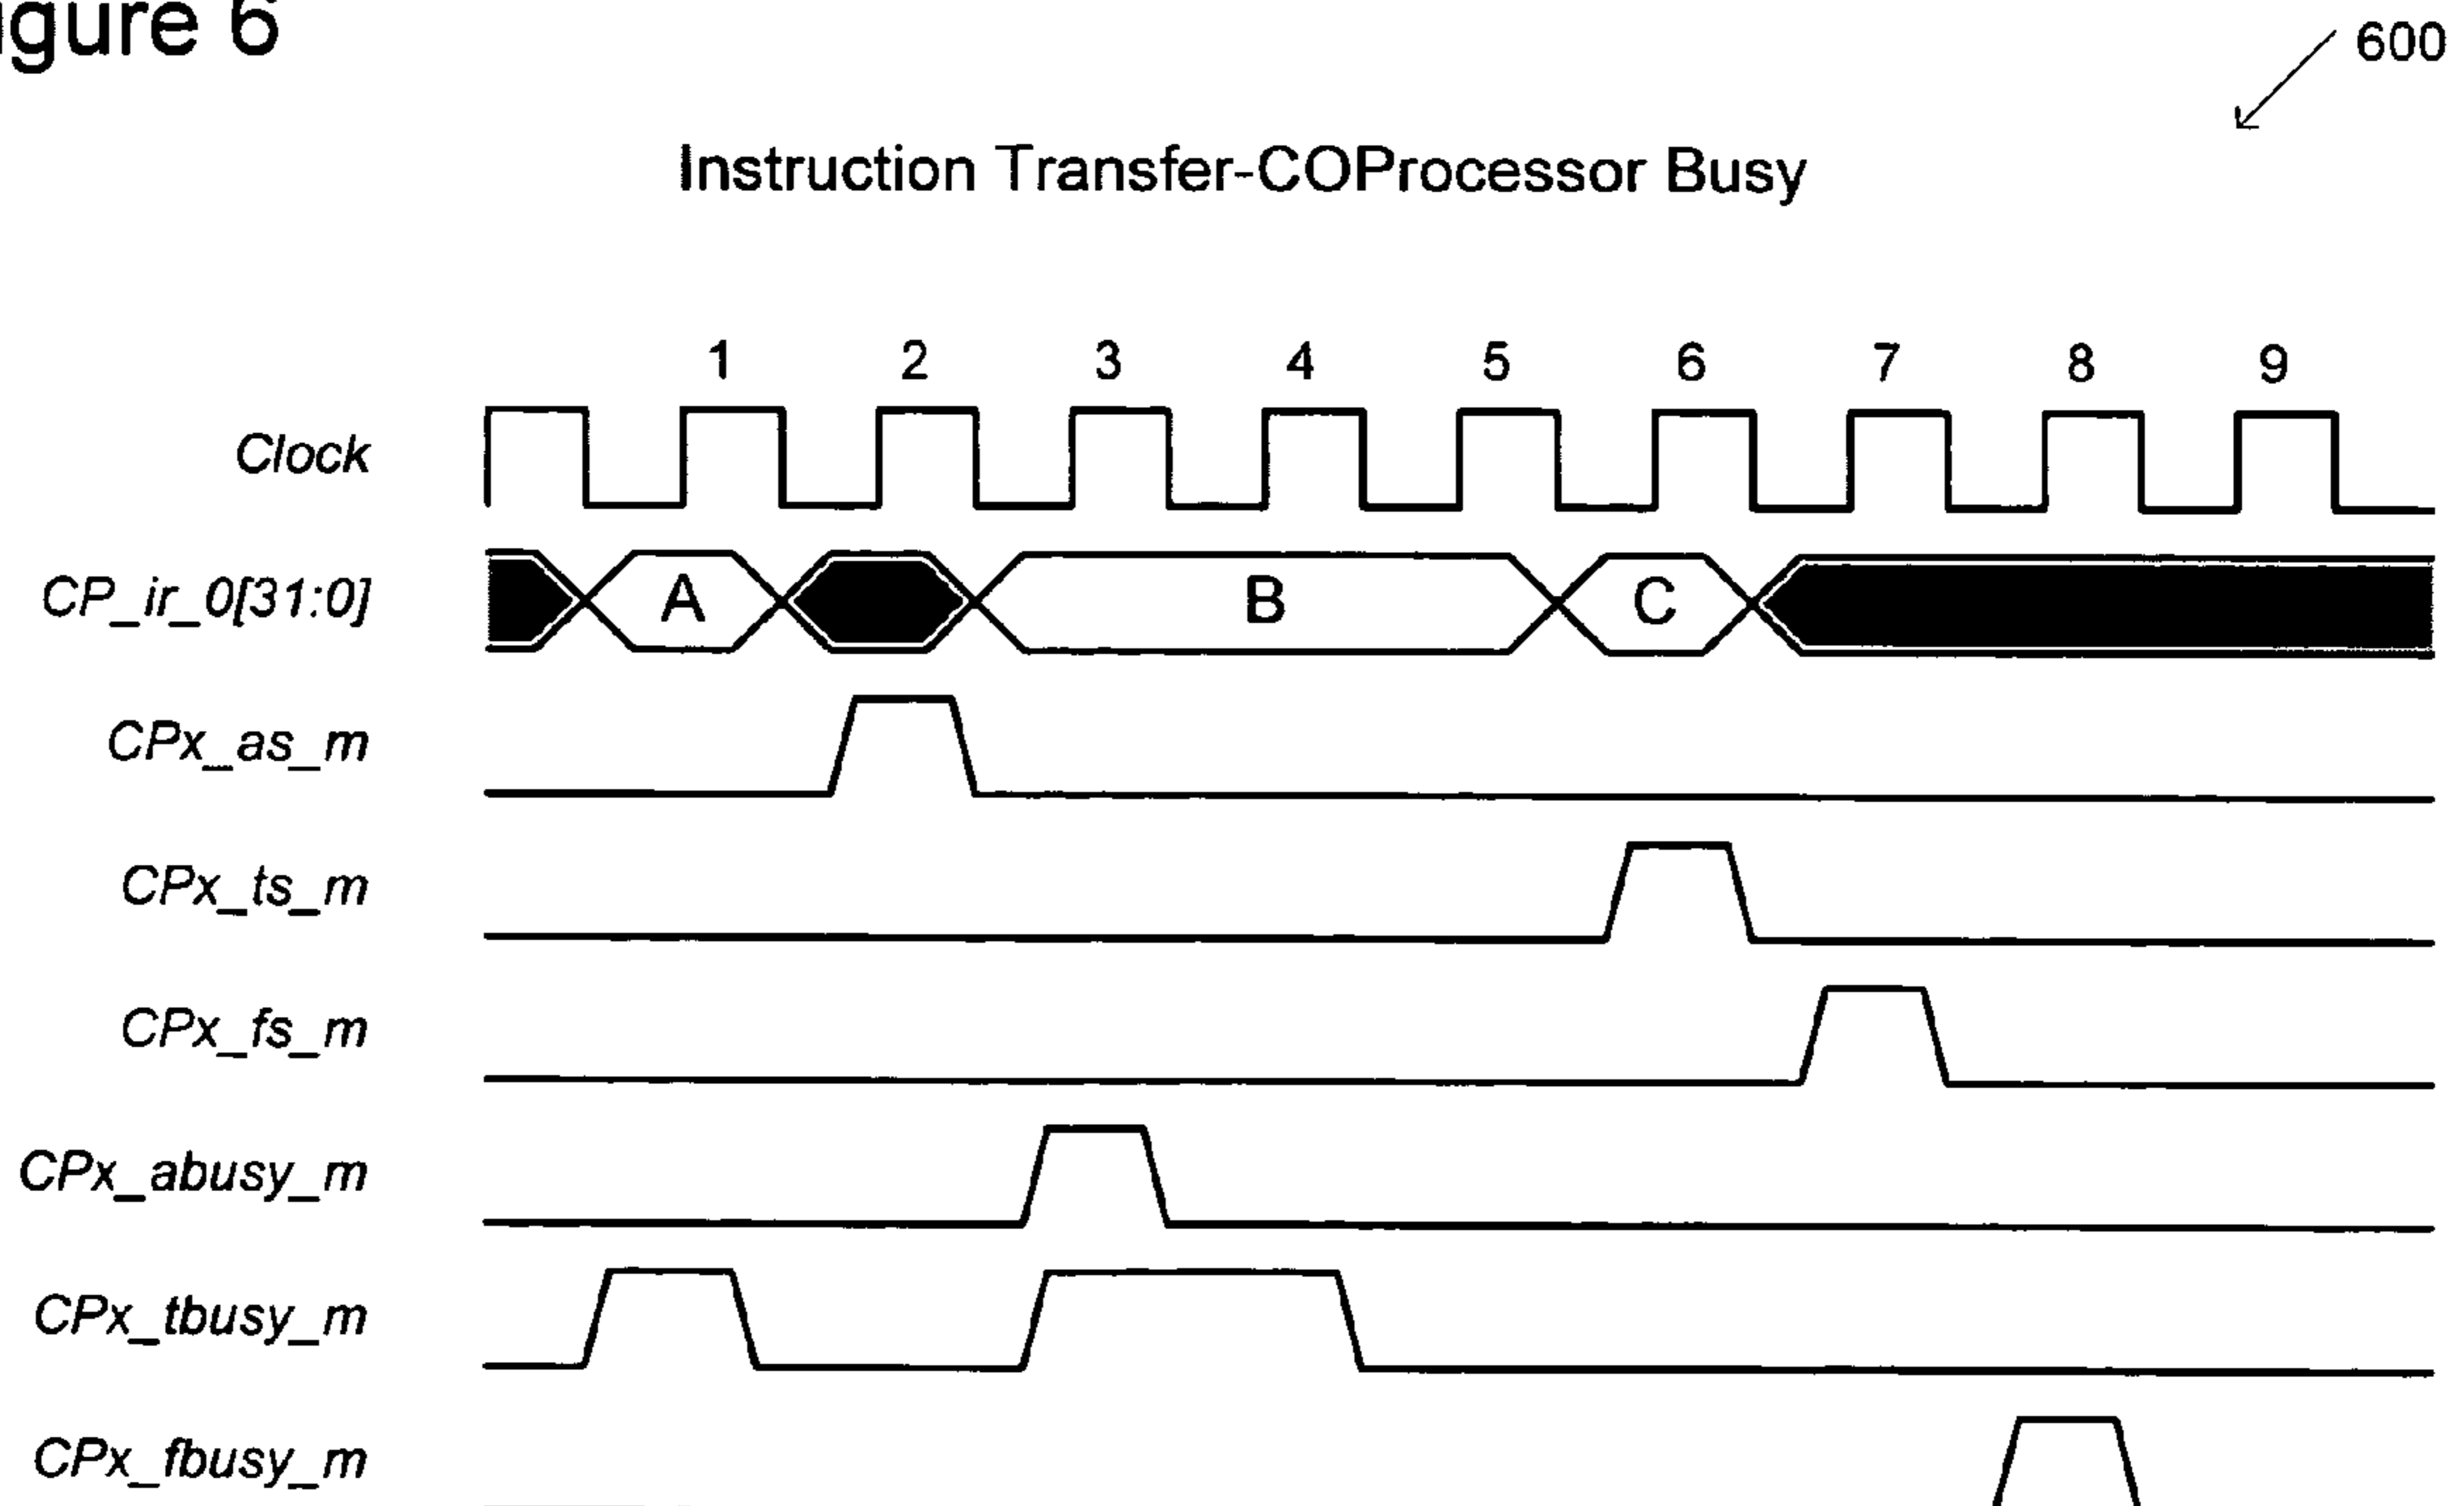 gure 6
600
Instruction Transfer-COProcessor Busy
1 2 3 4 5 6 7 8 9
Clock
CP_ir_0[31:0]
A B C
CPx_as_m
CPx_ts_m
CPx_fs_m
CPx_abusy_m
CPx_tbusy_m
CPx_fbusy_m